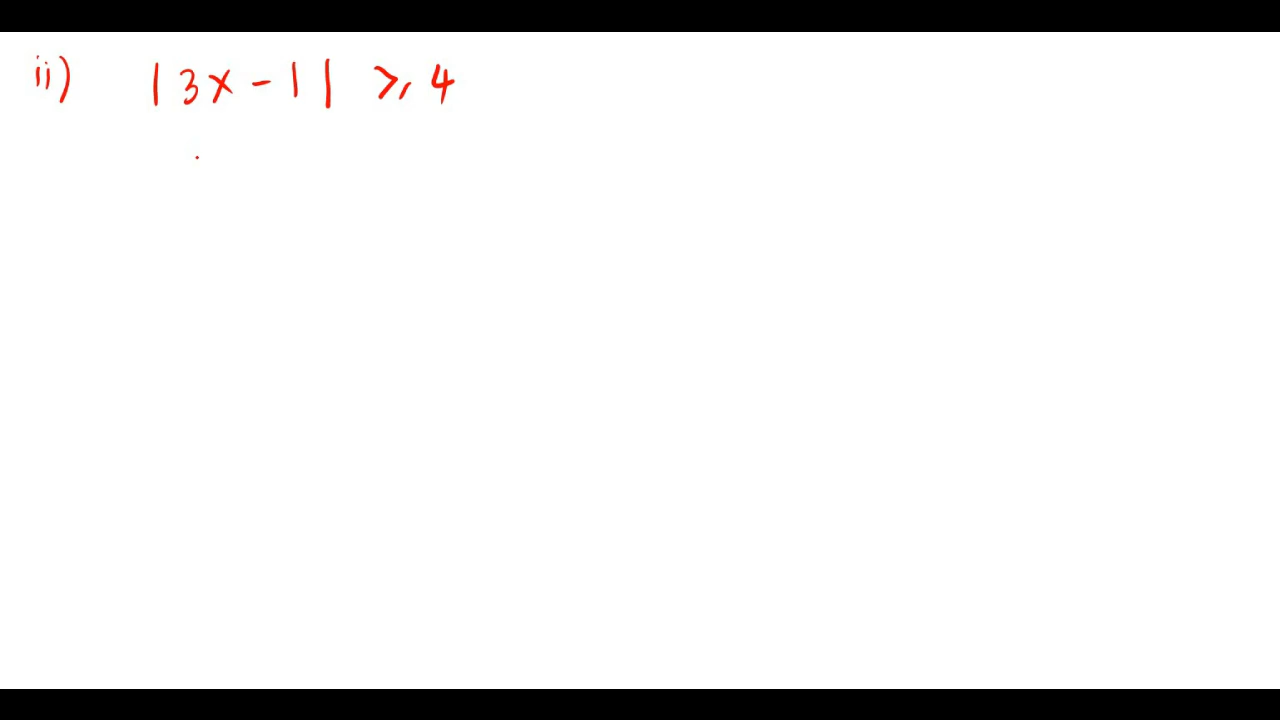 ii) |3x-1| ⩾ 4